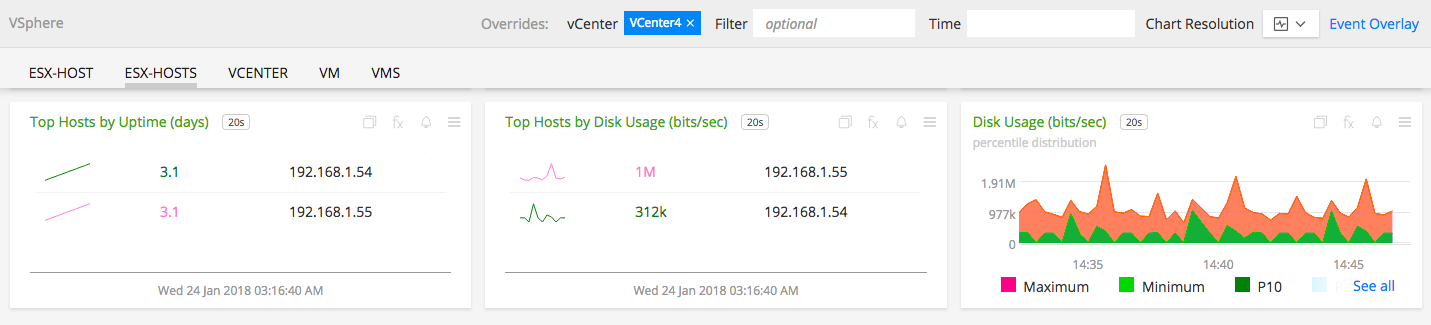 VSphere
Overrides: vCenter VCenter4 × Filter optional Time Chart Resolution Event Overlay
ESX-HOST ESX-HOSTS VCENTER VM VMS
Top Hosts by Uptime (days) 20s fx
3.1 192.168.1.54
3.1 192.168.1.55
Wed 24 Jan 2018 03:16:40 AM
Top Hosts by Disk Usage (bits/sec) 20s fx
1M 192.168.1.55
312k 192.168.1.54
Wed 24 Jan 2018 03:16:40 AM
Disk Usage (bits/sec) 20s fx
percentile distribution
1.91M
977k
0
14:35 14:40 14:45
Maximum Minimum P10 See all